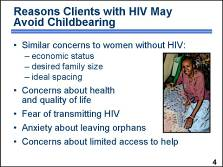 Reasons Clients with HIV May
Avoid Childbearing
• Similar concerns to women without HIV:
– economic status
– desired family size
– ideal spacing
• Concerns about health
and quality of life
• Fear of transmitting HIV
• Anxiety about leaving orphans
• Concerns about limited access to help
4